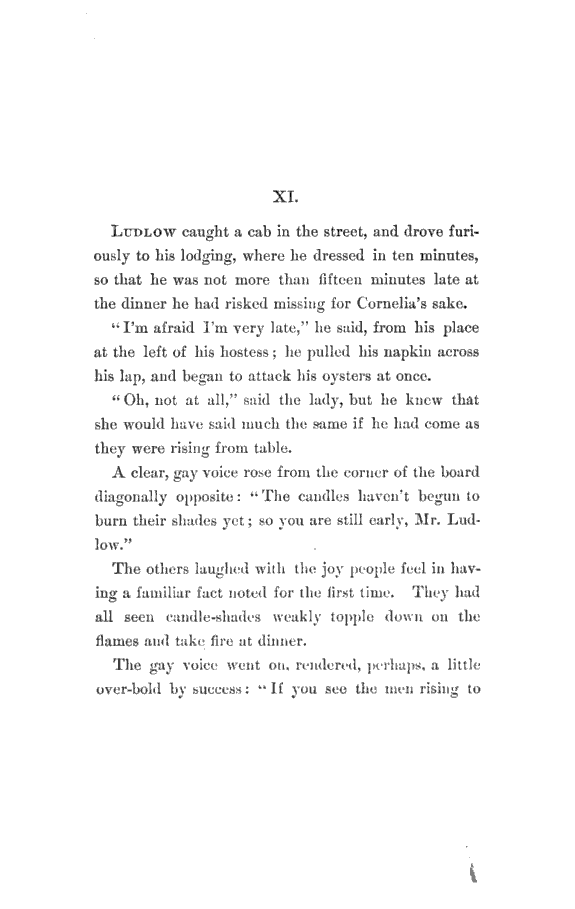 XI.
LUDLOW caught a cab in the street, and drove furi-
ously to his lodging, where he dressed in ten minutes,
so that he was not more than fifteen minutes late at
the dinner he had risked missing for Cornelia's sake.
“I'm afraid I'm very late,” he said, from his place
at the left of his hostess; he pulled his napkin across
his lap, and began to attack his oysters at once.
“Oh, not at all,” said the lady, but he knew that
she would have said much the same if he had come as
they were rising from table.
A clear, gay voice rose from the corner of the board
diagonally opposite: “The candles haven't begun to
burn their shades yet; so you are still early, Mr. Lud-
low.”
The others laughed with the joy people feel in hav-
ing a familiar fact noted for the first time. They had
all seen candle-shades weakly topple down on the
flames and take fire at dinner.
The gay voice went on, rendered, perhaps, a little
over-bold by success: “If you see the men rising to